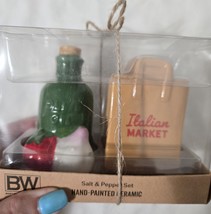 Italian
MARKET
BW
Salt & Pepper Set
HAND-PAINTED CERAMIC